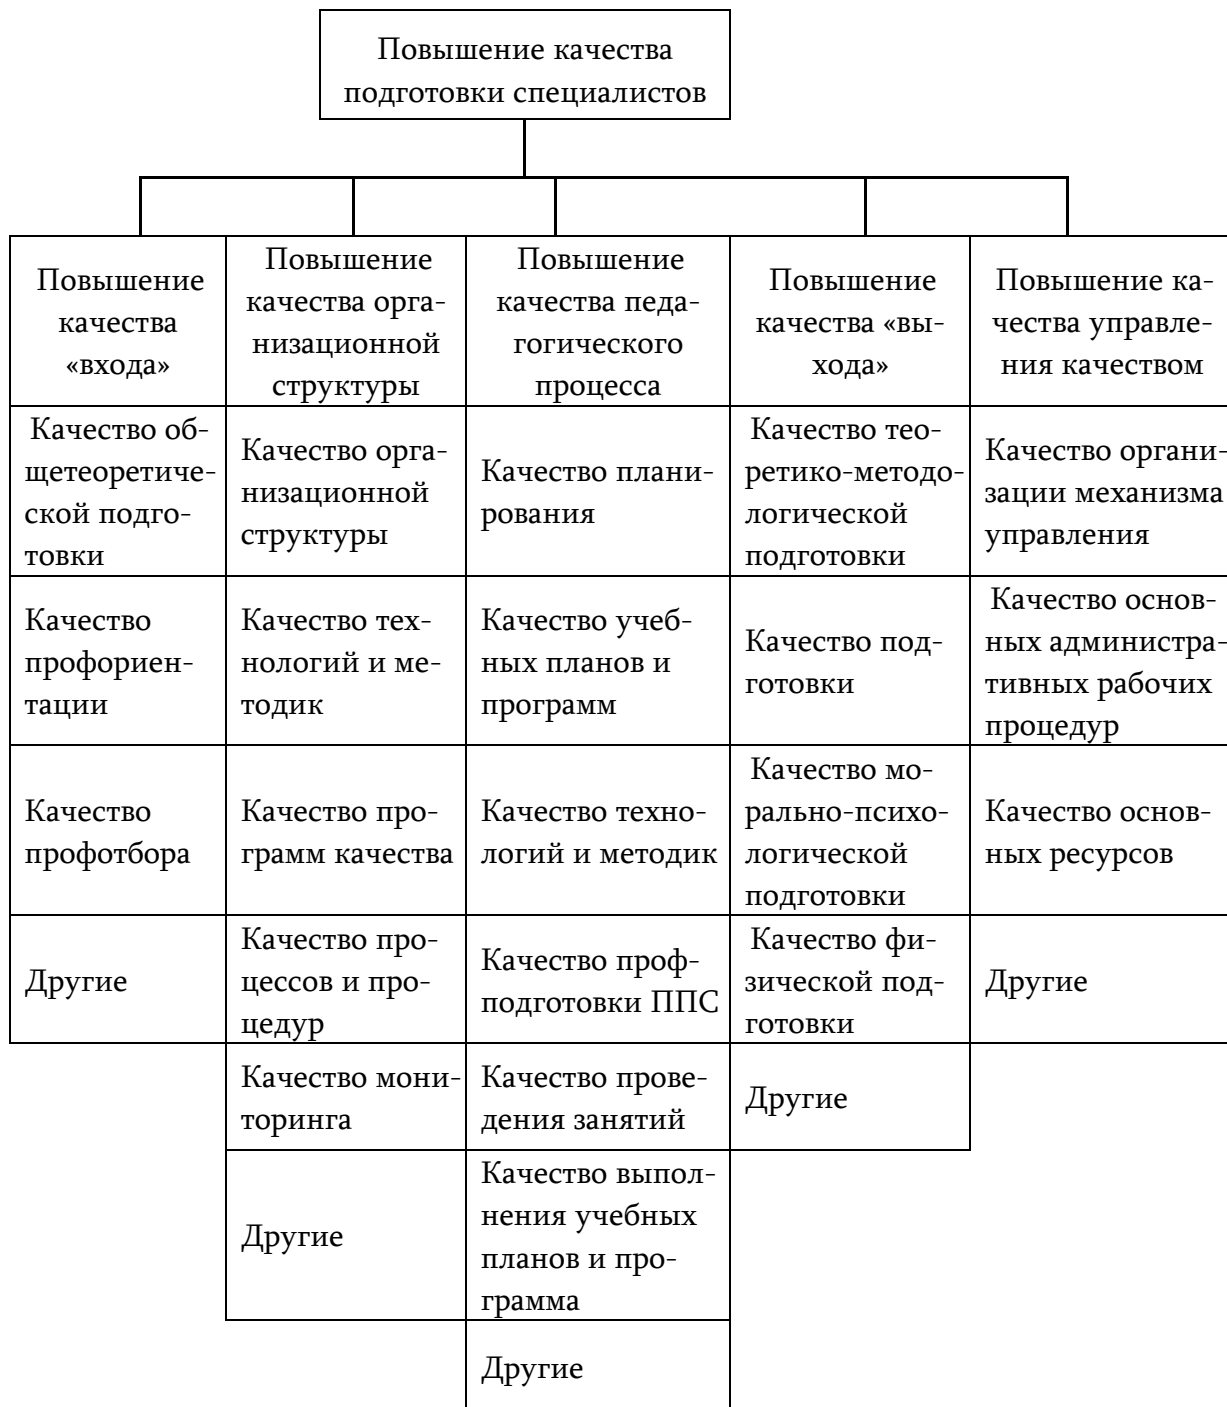 Повышение качества
подготовки специалистов
Повышение
качества
«входа»
Повышение
качества орга-
низационной
структуры
Повышение
качества педа-
гогического
процесса
Повышение
качества «вы-
хода»
Повышение ка-
чества управле-
ния качеством
Качество об-
щетеоретиче-
ской подго-
товки
Качество орга-
низационной
структуры
Качество плани-
рования
Качество тео-
ретико-методо-
логической
подготовки
Качество органи-
зации механизма
управления
Качество
профориен-
тации
Качество тех-
нологий и ме-
тодик
Качество учеб-
ных планов и
программ
Качество под-
готовки
Качество основ-
ных администра-
тивных рабочих
процедур
Качество
профотбора
Качество про-
грамм качества
Качество техно-
логий и методик
Качество мо-
рально-психо-
логической
подготовки
Качество основ-
ных ресурсов
Другие
Качество про-
цессов и про-
цедур
Качество проф-
подготовки ППС
Качество фи-
зической под-
готовки
Другие
Качество мони-
торинга
Качество прове-
дения занятий
Другие
Другие
Качество выпол-
нения учебных
планов и про-
грамма
Другие